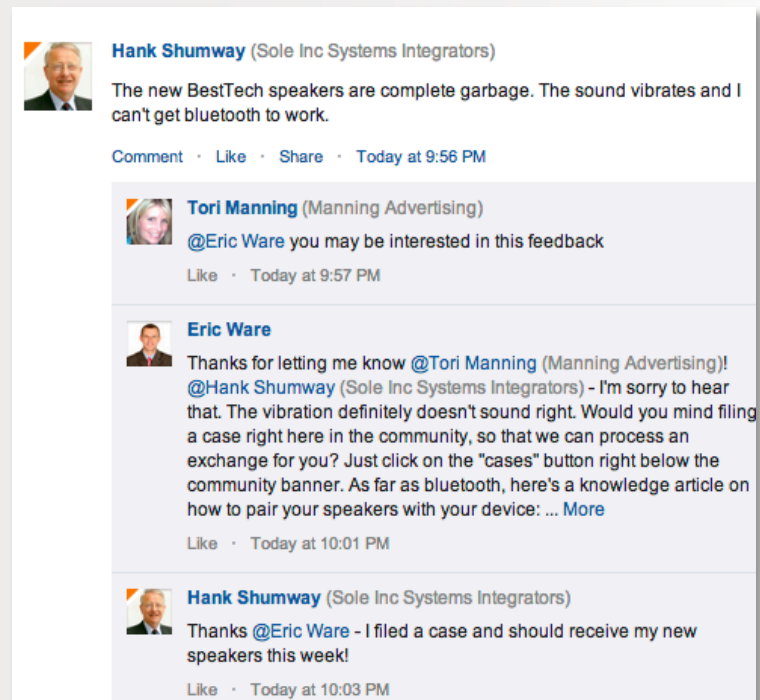 Hank Shumway (Sole Inc Systems Integrators)
The new BestTech speakers are complete garbage. The sound vibrates and I
can't get bluetooth to work.
Comment · Like · Share · Today at 9:56 PM
Tori Manning (Manning Advertising)
@Eric Ware you may be interested in this feedback
Like · Today at 9:57 PM
Eric Ware
Thanks for letting me know @Tori Manning (Manning Advertising)!
@Hank Shumway (Sole Inc Systems Integrators) - I'm sorry to hear
that. The vibration definitely doesn't sound right. Would you mind filing
a case right here in the community, so that we can process an
exchange for you? Just click on the "cases" button right below the
community banner. As far as bluetooth, here's a knowledge article on
how to pair your speakers with your device: ... More
Like · Today at 10:01 PM
Hank Shumway (Sole Inc Systems Integrators)
Thanks @Eric Ware - I filed a case and should receive my new
speakers this week!
Like · Today at 10:03 PM